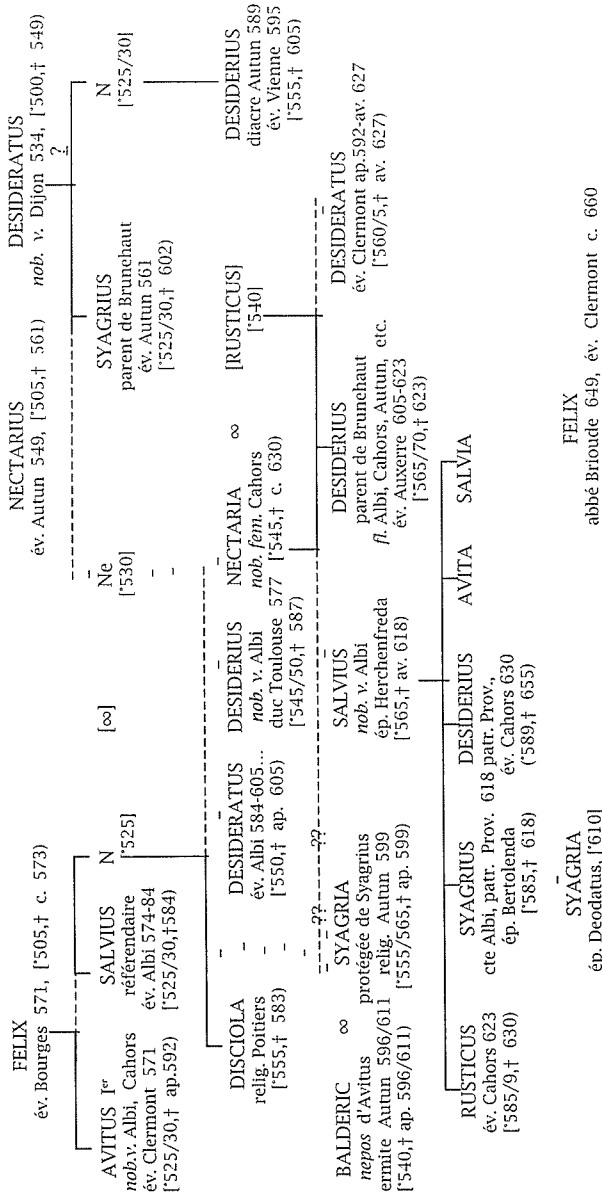 FELIX
év. Bourges 571, [°505,† c. 573]
NECTARIUS
év. Autun 549, [°505,† 561)
DESIDERATUS
nob. v. Dijon 534, [°500,† 549)
?
AVITUS Iᵉʳ
nob.v. Albi, Cahors
év. Clermont 571
[°525/30,† ap.592]
SALVIUS
référendaire
év. Albi 574-84
[°525/30,†584)
N
[°525]
[∞]
Ne
[°530]
SYAGRIUS
parent de Brunehaut
év. Autun 561
[°525/30,† 602)
N
[°525/30]
DISCIOLA
relig. Poitiers
[°555,† 583)
DESIDERATUS
év. Albi 584-605...
[°550,† ap. 605)
DESIDERIUS
nob. v. Albi
duc Toulouse 577
[°545/50,† 587)
NECTARIA
nob. fem. Cahors
[°545,† c. 630)
∞
[RUSTICUS]
[°540]
DESIDERIUS
diacre Autun 589
év. Vienne 595
[°555,† 605)
??
??
BALDERIC
nepos d'Avitus
ermite Autun 596/611
[°540,† ap. 596/611)
∞
SYAGRIA
protégée de Syagrius
relig. Autun 599
[°555/565,† ap. 599)
SALVIUS
nob. v. Albi
ép. Herchenfreda
[°565,† av. 618)
DESIDERIUS
parent de Brunehaut
fl. Albi, Cahors, Autun, etc.
év. Auxerre 605-623
[°565/70,† 623)
DESIDERATUS
év. Clermont ap.592-av. 627
[°560/5,† av. 627)
RUSTICUS
év. Cahors 623
[°585/9,† 630)
SYAGRIUS
cte Albi, patr. Prov. 618
ép. Bertolenda
[°585,† 618)
DESIDERIUS
patr. Prov.,
év. Cahors 630
(°589,† 655)
AVITA
SALVIA
SYAGRIA
ép. Deodatus, [°610]
FELIX
abbé Brioude 649, év. Clermont c. 660